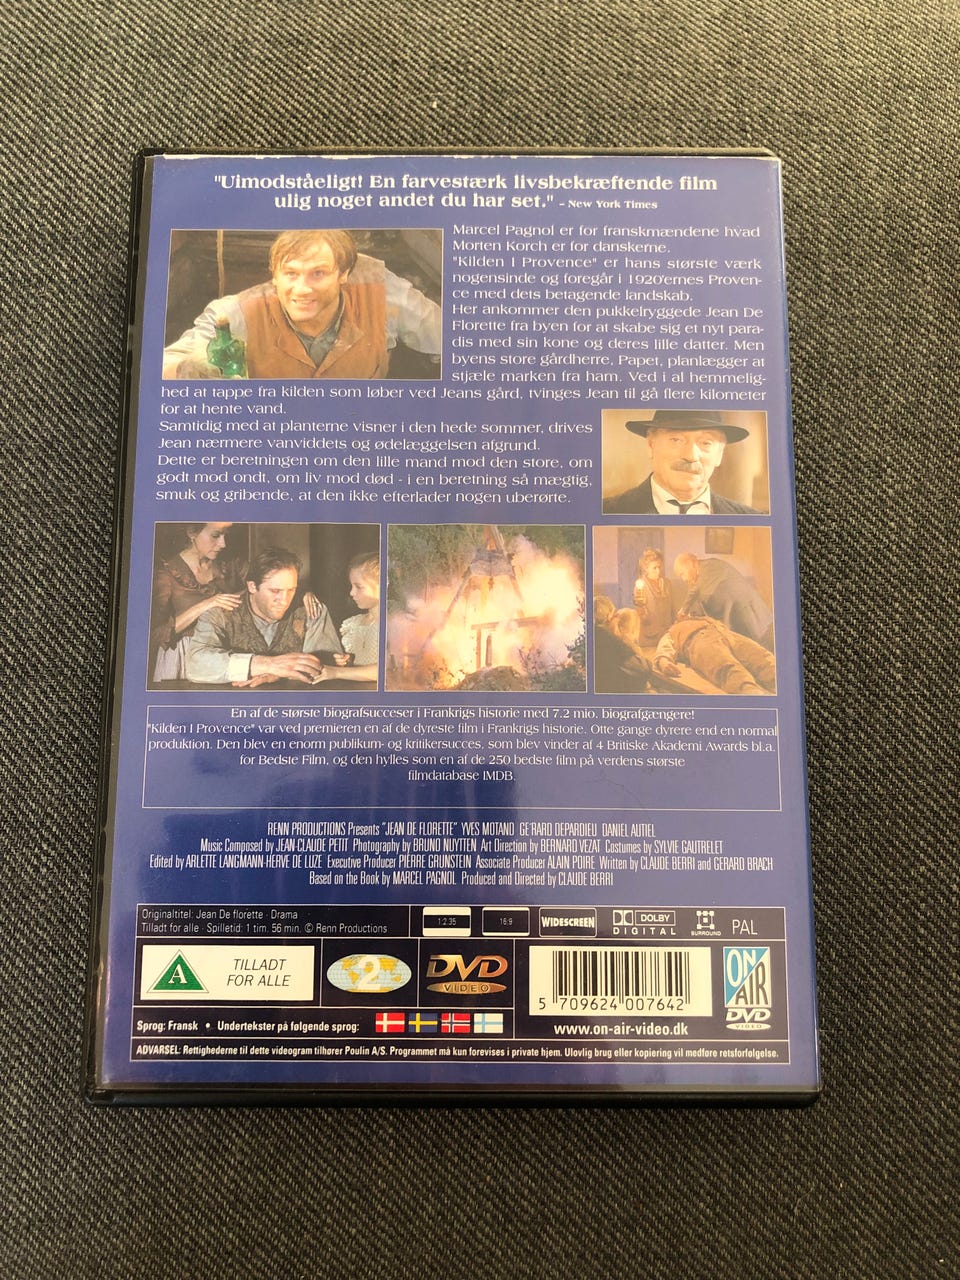 "Uimodståeligt! En farvestærk livsbekræftende film
ulig noget andet du har set." - New York Times
Marcel Pagnol er for franskmændene hvad
Morten Korch er for danskerne.
"Kilden I Provence" er hans største værk
nogensinde og foregår i 1920'ernes Proven-
ce med dets betagende landskab.
Her ankommer den pukkelryggede Jean De
Florette fra byen for at skabe sig et nyt para-
dis med sin kone og deres lille datter. Men
byens store gårdherre, Papet, planlægger at
stjæle marken fra ham. Ved i al hemmelig-
hed at tappe fra kilden som løber ved Jeans gård, tvinges Jean til gå flere kilometer
for at hente vand.
Samtidig med at planterne visner i den hede sommer, drives
Jean nærmere vanviddets og ødelæggelsen afgrund.
Dette er beretningen om den lille mand mod den store, om
godt mod ondt, om liv mod død - i en beretning så mægtig,
smuk og gribende, at den ikke efterlader nogen uberørte.
En af de største biografsucceser i Frankrigs historie med 7.2 mio. biografgængere!
"Kilden I Provence" var ved premieren en af de dyreste film i Frankrigs historie. Otte gange dyrere end en normal
produktion. Den blev en enorm publikum- og kritikersucces, som blev vinder af 4 Britiske Akademi Awards bl.a.
for Bedste Film, og den hylles som en af de 250 bedste film på verdens største
filmdatabase IMDB.
RENN PRODUCTIONS Presents "JEAN DE FLORETTE" YVES MOTAND GE'RARD DEPARDIEU DANIEL AUTIEL
Music Composed by JEAN-CLAUDE PETIT Photography by BRUNO NUYTTEN Art Direction by BERNARD VEZAT Costumes by SYLVIE GAUTRELET
Edited by ARLETTE LANGMANN-HERVE DE LUZE Executive Producer PIERRE GRUNSTEIN Associate Producer ALAIN POIRE Written by CLAUDE BERRI and GERARD BRACH
Based on the Book by MARCEL PAGNOL Produced and Directed by CLAUDE BERRI
Originaltitel: Jean De florette · Drama
Tilladt for alle · Spilletid: 1 tim. 56 min. © Renn Productions
1:2.35
16:9
WIDESCREEN
DOLBY
DIGITAL
SURROUND
PAL
A
TILLADT
FOR ALLE
2
DVD
VIDEO
5 709624 007642
ON
AIR
DVD
VIDEO
Sprog: Fransk • Undertekster på følgende sprog:
www.on-air-video.dk
ADVARSEL: Rettighederne til dette videogram tilhører Poulin A/S. Programmet må kun forevises i private hjem. Ulovlig brug eller kopiering vil medføre retsforfølgelse.